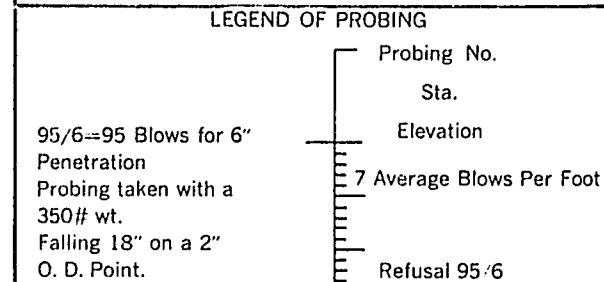 LEGEND OF PROBING
Probing No.
Sta.
Elevation
95/6=95 Blows for 6"
Penetration
Probing taken with a
350# wt.
Falling 18" on a 2"
O. D. Point.
7 Average Blows Per Foot
Refusal 95/6